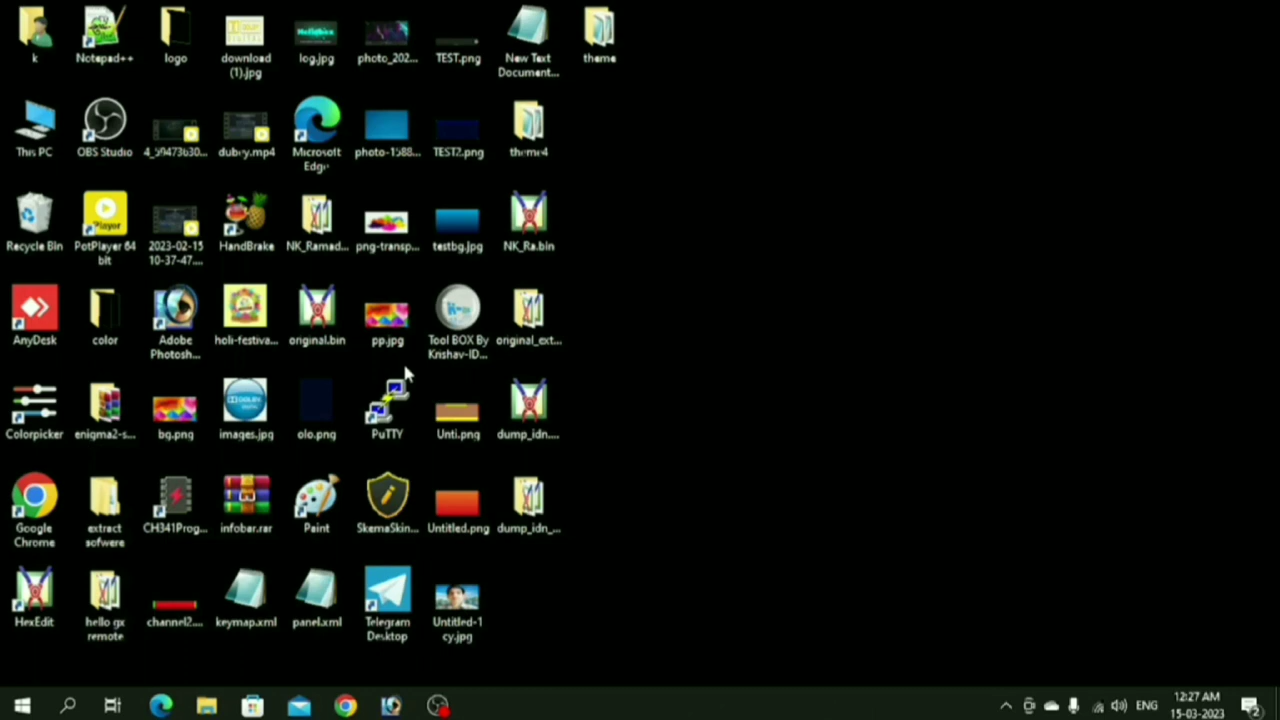 k
Notepad++
logo
download
(1).jpg
log.jpg
photo_202...
TEST.png
New Text
Document...
theme
This PC
OBS Studio
4_59473630...
dubey.mp4
Microsoft
Edge
photo-1588...
TEST2.png
theme4
Recycle Bin
PotPlayer 64
bit
2023-02-15
10-37-47....
HandBrake
NK_Ramad...
png-transp...
testbg.jpg
NK_Ra.bin
AnyDesk
color
Adobe
Photosh...
holi-festiva...
original.bin
pp.jpg
Tool BOX By
Krishav-ID...
original_ext...
Colorpicker
enigma2-s...
bg.png
images.jpg
olo.png
PuTTY
Unti.png
dump_idn....
Google
Chrome
extract
sofwere
CH341Prog...
infobar.rar
Paint
SkemaSkin...
Untitled.png
dump_idn_...
HexEdit
hello gx
remote
channel2....
keymap.xml
panel.xml
Telegram
Desktop
Untitled-1
cy.jpg
ENG
12:27 AM
15-03-2023
2